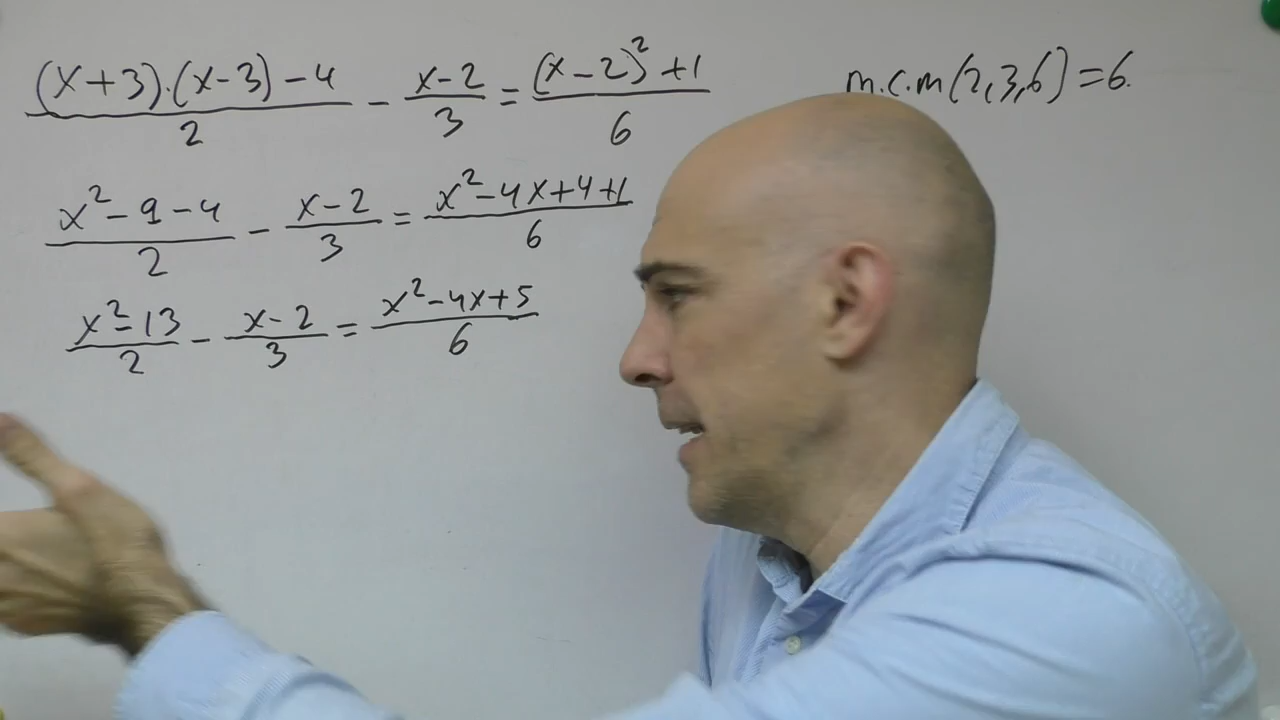 ((x+3).(x-3)-4)/2 - (x-2)/3 = ((x-2)²+1)/6
m.c.m(2,3,6)=6.
(x²-9-4)/2 - (x-2)/3 = (x²-4x+4+1)/6
(x²-13)/2 - (x-2)/3 = (x²-4x+5)/6